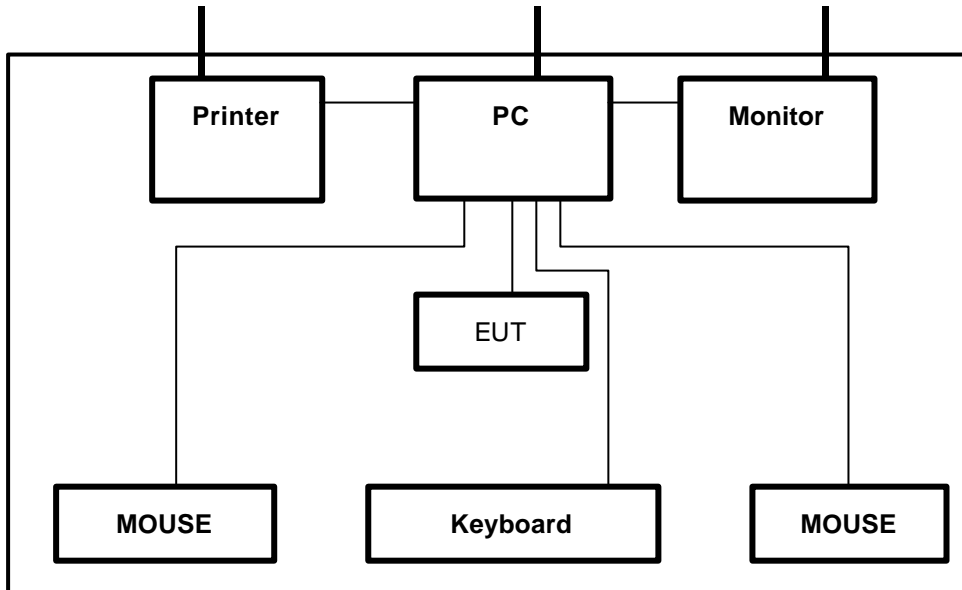 Printer
PC
Monitor
EUT
MOUSE
Keyboard
MOUSE